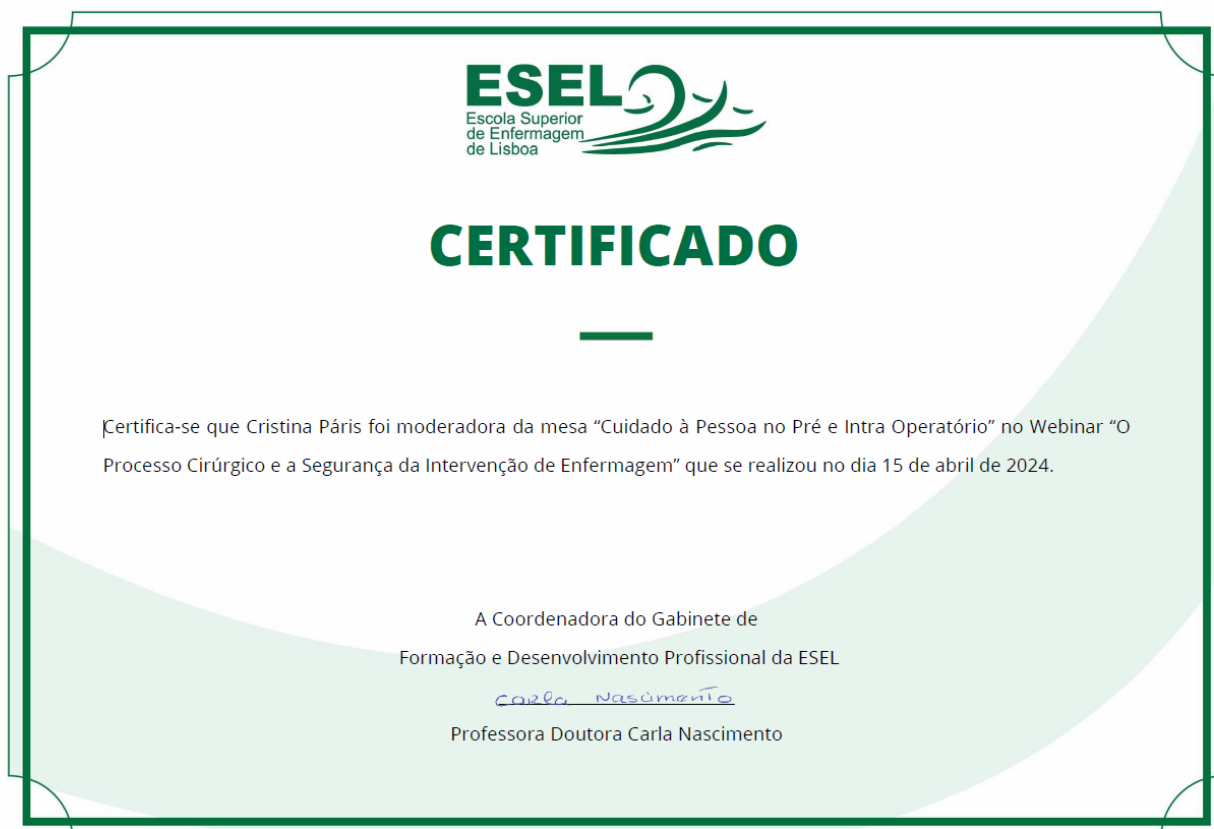 ESEL
Escola Superior
de Enfermagem
de Lisboa
CERTIFICADO
Certifica-se que Cristina Páris foi moderadora da mesa “Cuidado à Pessoa no Pré e Intra Operatório” no Webinar “O
Processo Cirúrgico e a Segurança da Intervenção de Enfermagem” que se realizou no dia 15 de abril de 2024.
A Coordenadora do Gabinete de
Formação e Desenvolvimento Profissional da ESEL
Carla Nascimento
Professora Doutora Carla Nascimento